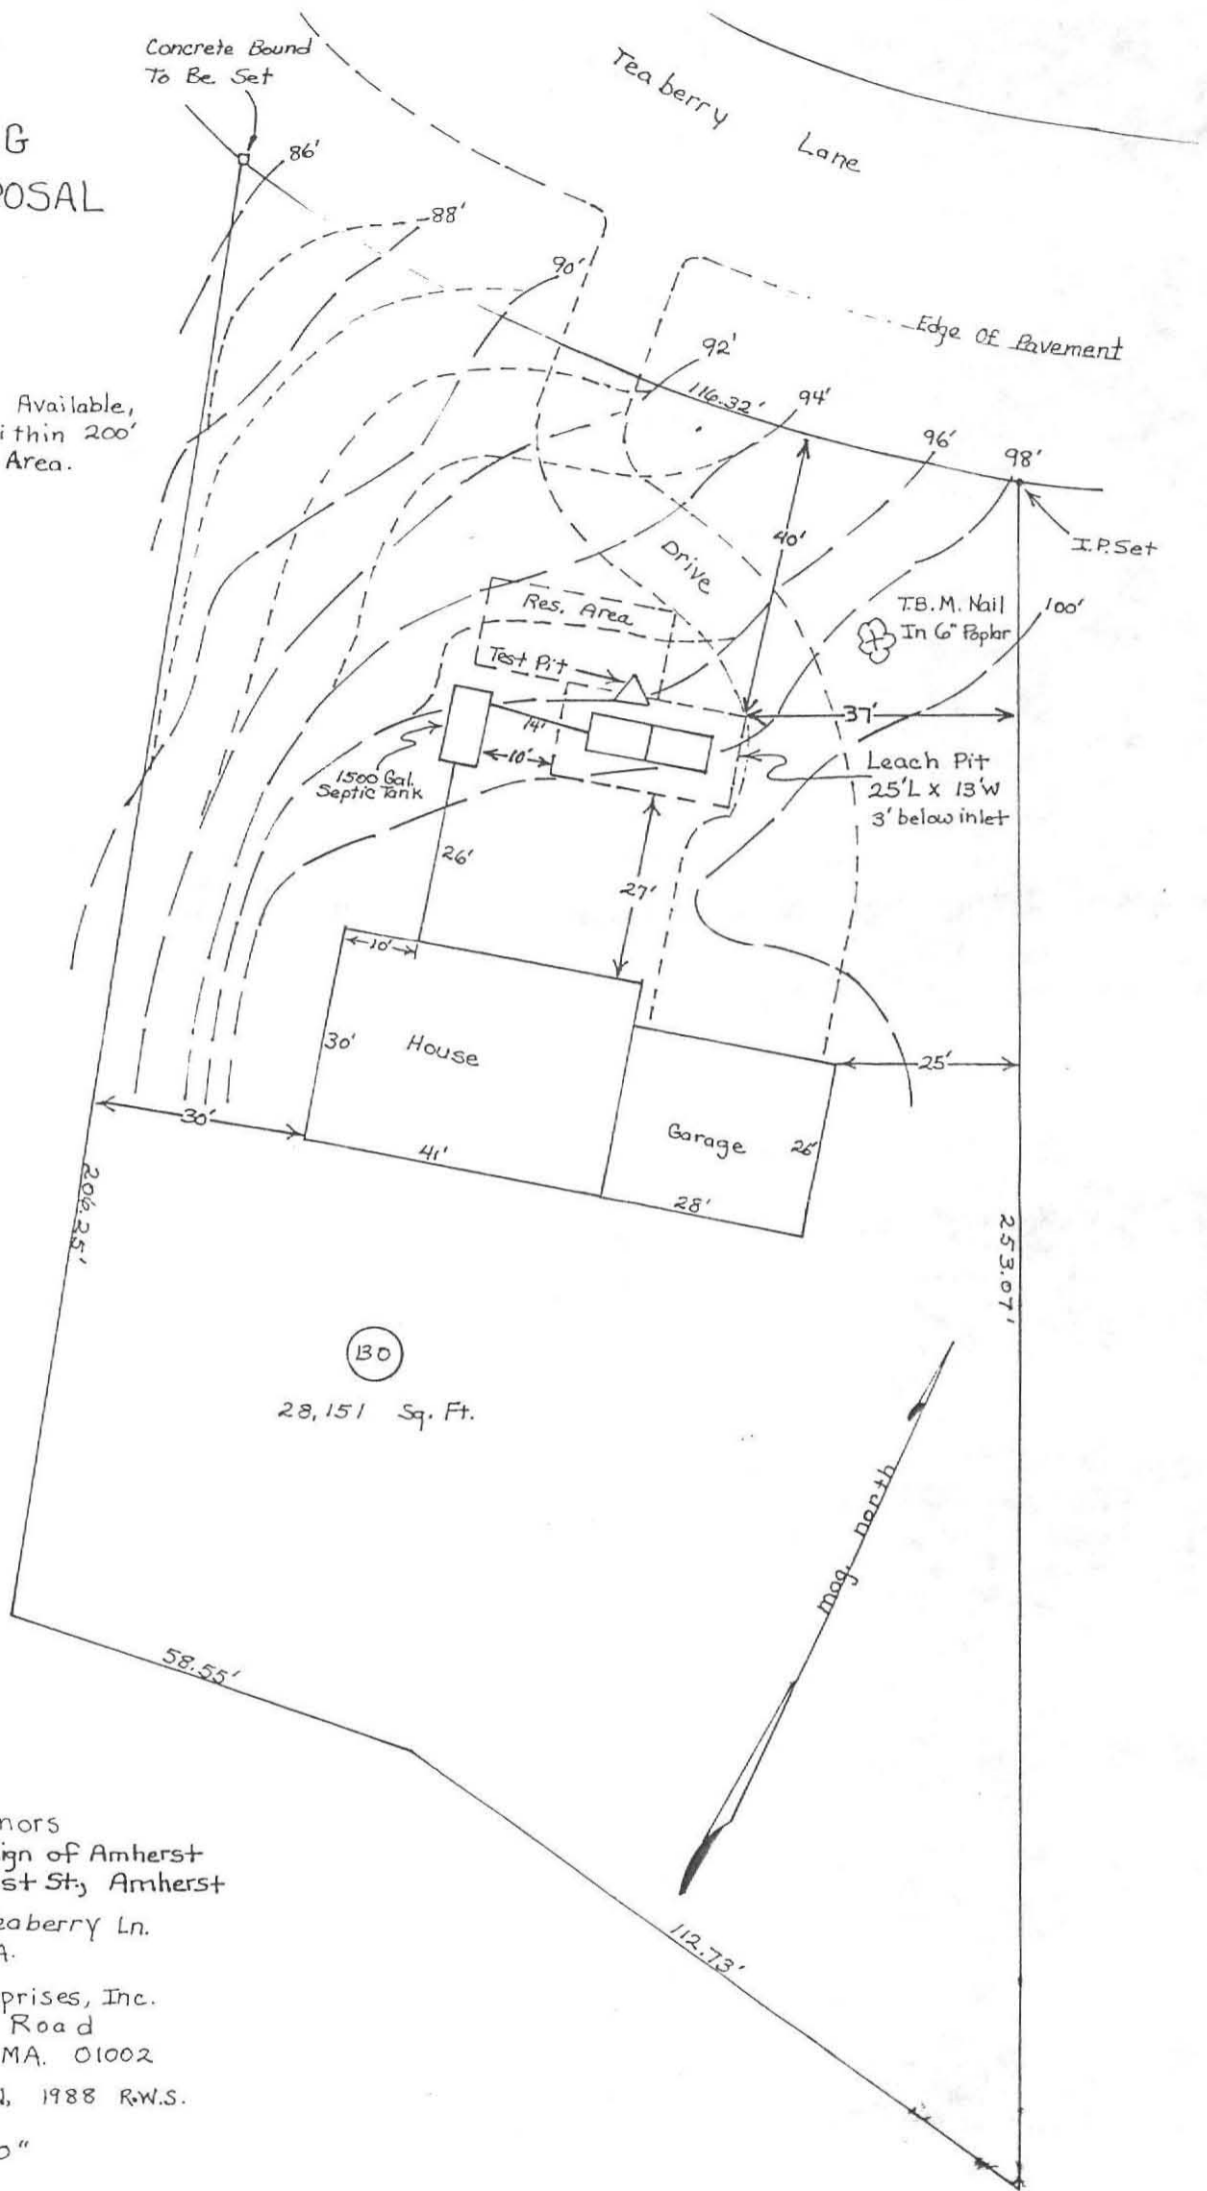 Concrete Bound
To Be Set
Teaberry Lane
G
POSAL
86'
88'
90'
Edge Of Pavement
92'
116.32'
94'
96'
98'
Available,
ithin 200'
Area.
40'
I.P. Set
Drive
T.B.M. Nail
In 6" Poplar
100'
Res. Area
Test Pit
37'
14'
10'
Leach Pit
25'L x 13'W
3' below inlet
1500 Gal.
Septic Tank
26'
27'
10'
30'
House
25'
30'
Garage
26'
41'
28'
206.25'
253.07'
130
28,151 Sq. Ft.
mag. north
58.55'
112.73'
nors
ign of Amherst
st St., Amherst
eaberry Ln.
A.
prises, Inc.
Road
MA. 01002
1988 R.W.S.
0"